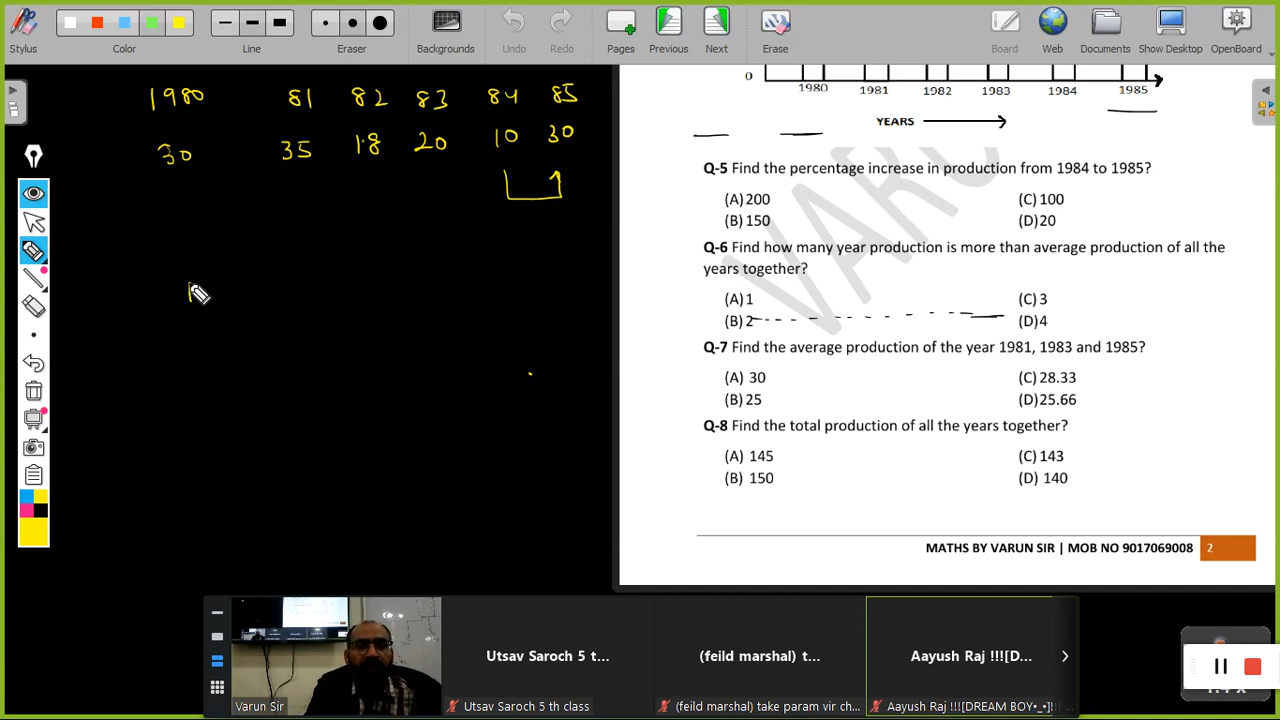 Stylus Color Line Eraser Backgrounds Undo Redo Pages Previous Next Erase Board Web Documents Show Desktop OpenBoard
1980 81 82 83 84 85
30 35 18 20 10 30
0
1980 1981 1982 1983 1984 1985
YEARS
Q-5 Find the percentage increase in production from 1984 to 1985?
(A) 200 (C) 100
(B) 150 (D) 20
Q-6 Find how many year production is more than average production of all the
years together?
(A) 1 (C) 3
(B) 2 (D) 4
Q-7 Find the average production of the year 1981, 1983 and 1985?
(A) 30 (C) 28.33
(B) 25 (D) 25.66
Q-8 Find the total production of all the years together?
(A) 145 (C) 143
(B) 150 (D) 140
MATHS BY VARUN SIR | MOB NO 9017069008 2
Utsav Saroch 5 t... (feild marshal) t... Aayush Raj !!![D...
Varun Sir Utsav Saroch 5 th class (feild marshal) take param vir ch... Aayush Raj !!![DREAM BOY•_•]!...